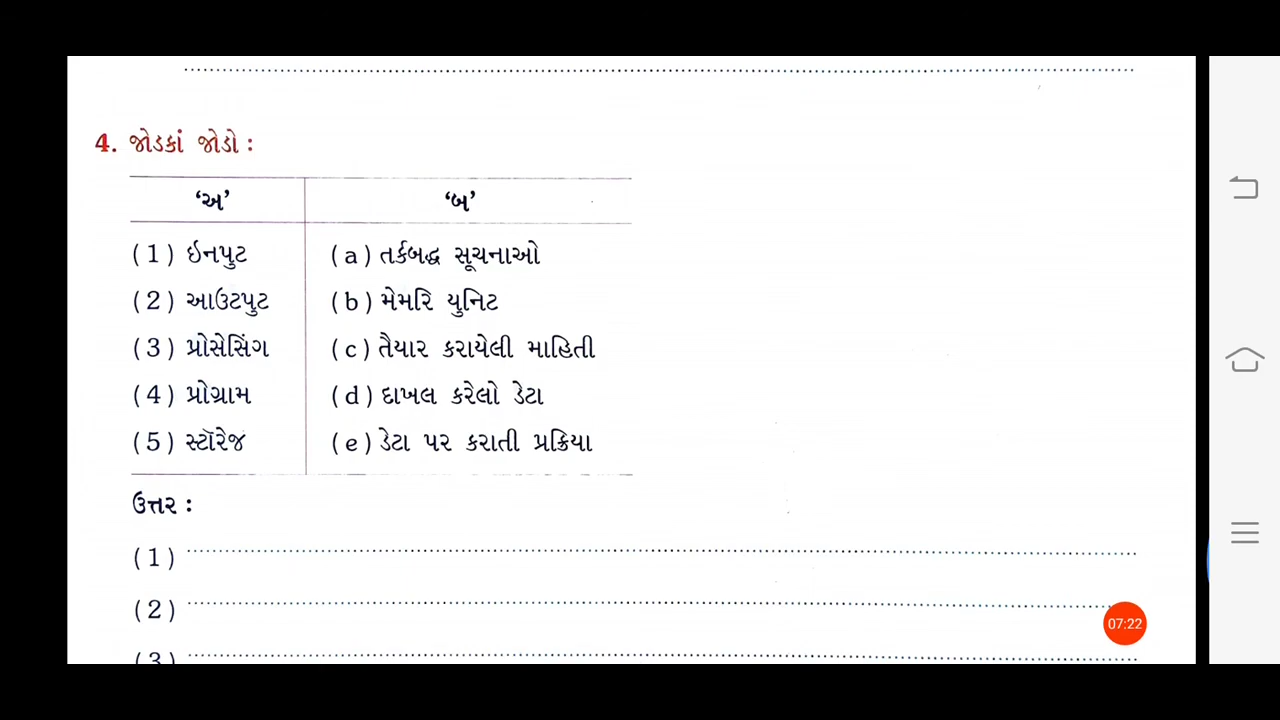 4. જોડકાં જોડો :
‘અ’ ‘બ’
(1) ઇનપુટ (a) તર્કબદ્ધ સૂચનાઓ
(2) આઉટપુટ (b) મેમરિ યુનિટ
(3) પ્રોસેસિંગ (c) તૈયાર કરાયેલી માહિતી
(4) પ્રોગ્રામ (d) દાખલ કરેલો ડેટા
(5) સ્ટૉરેજ (e) ડેટા પર કરાતી પ્રક્રિયા
ઉત્તર :
(1)
(2)
07:22
(3)